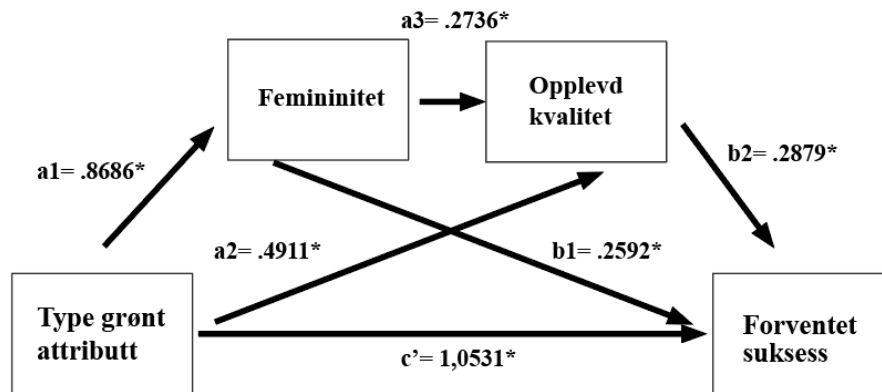 a3= .2736*
Femininitet
Opplevd
kvalitet
a1= .8686*
b2= .2879*
a2= .4911*
b1= .2592*
Type grønt
attributt
c’= 1,0531*
Forventet
suksess